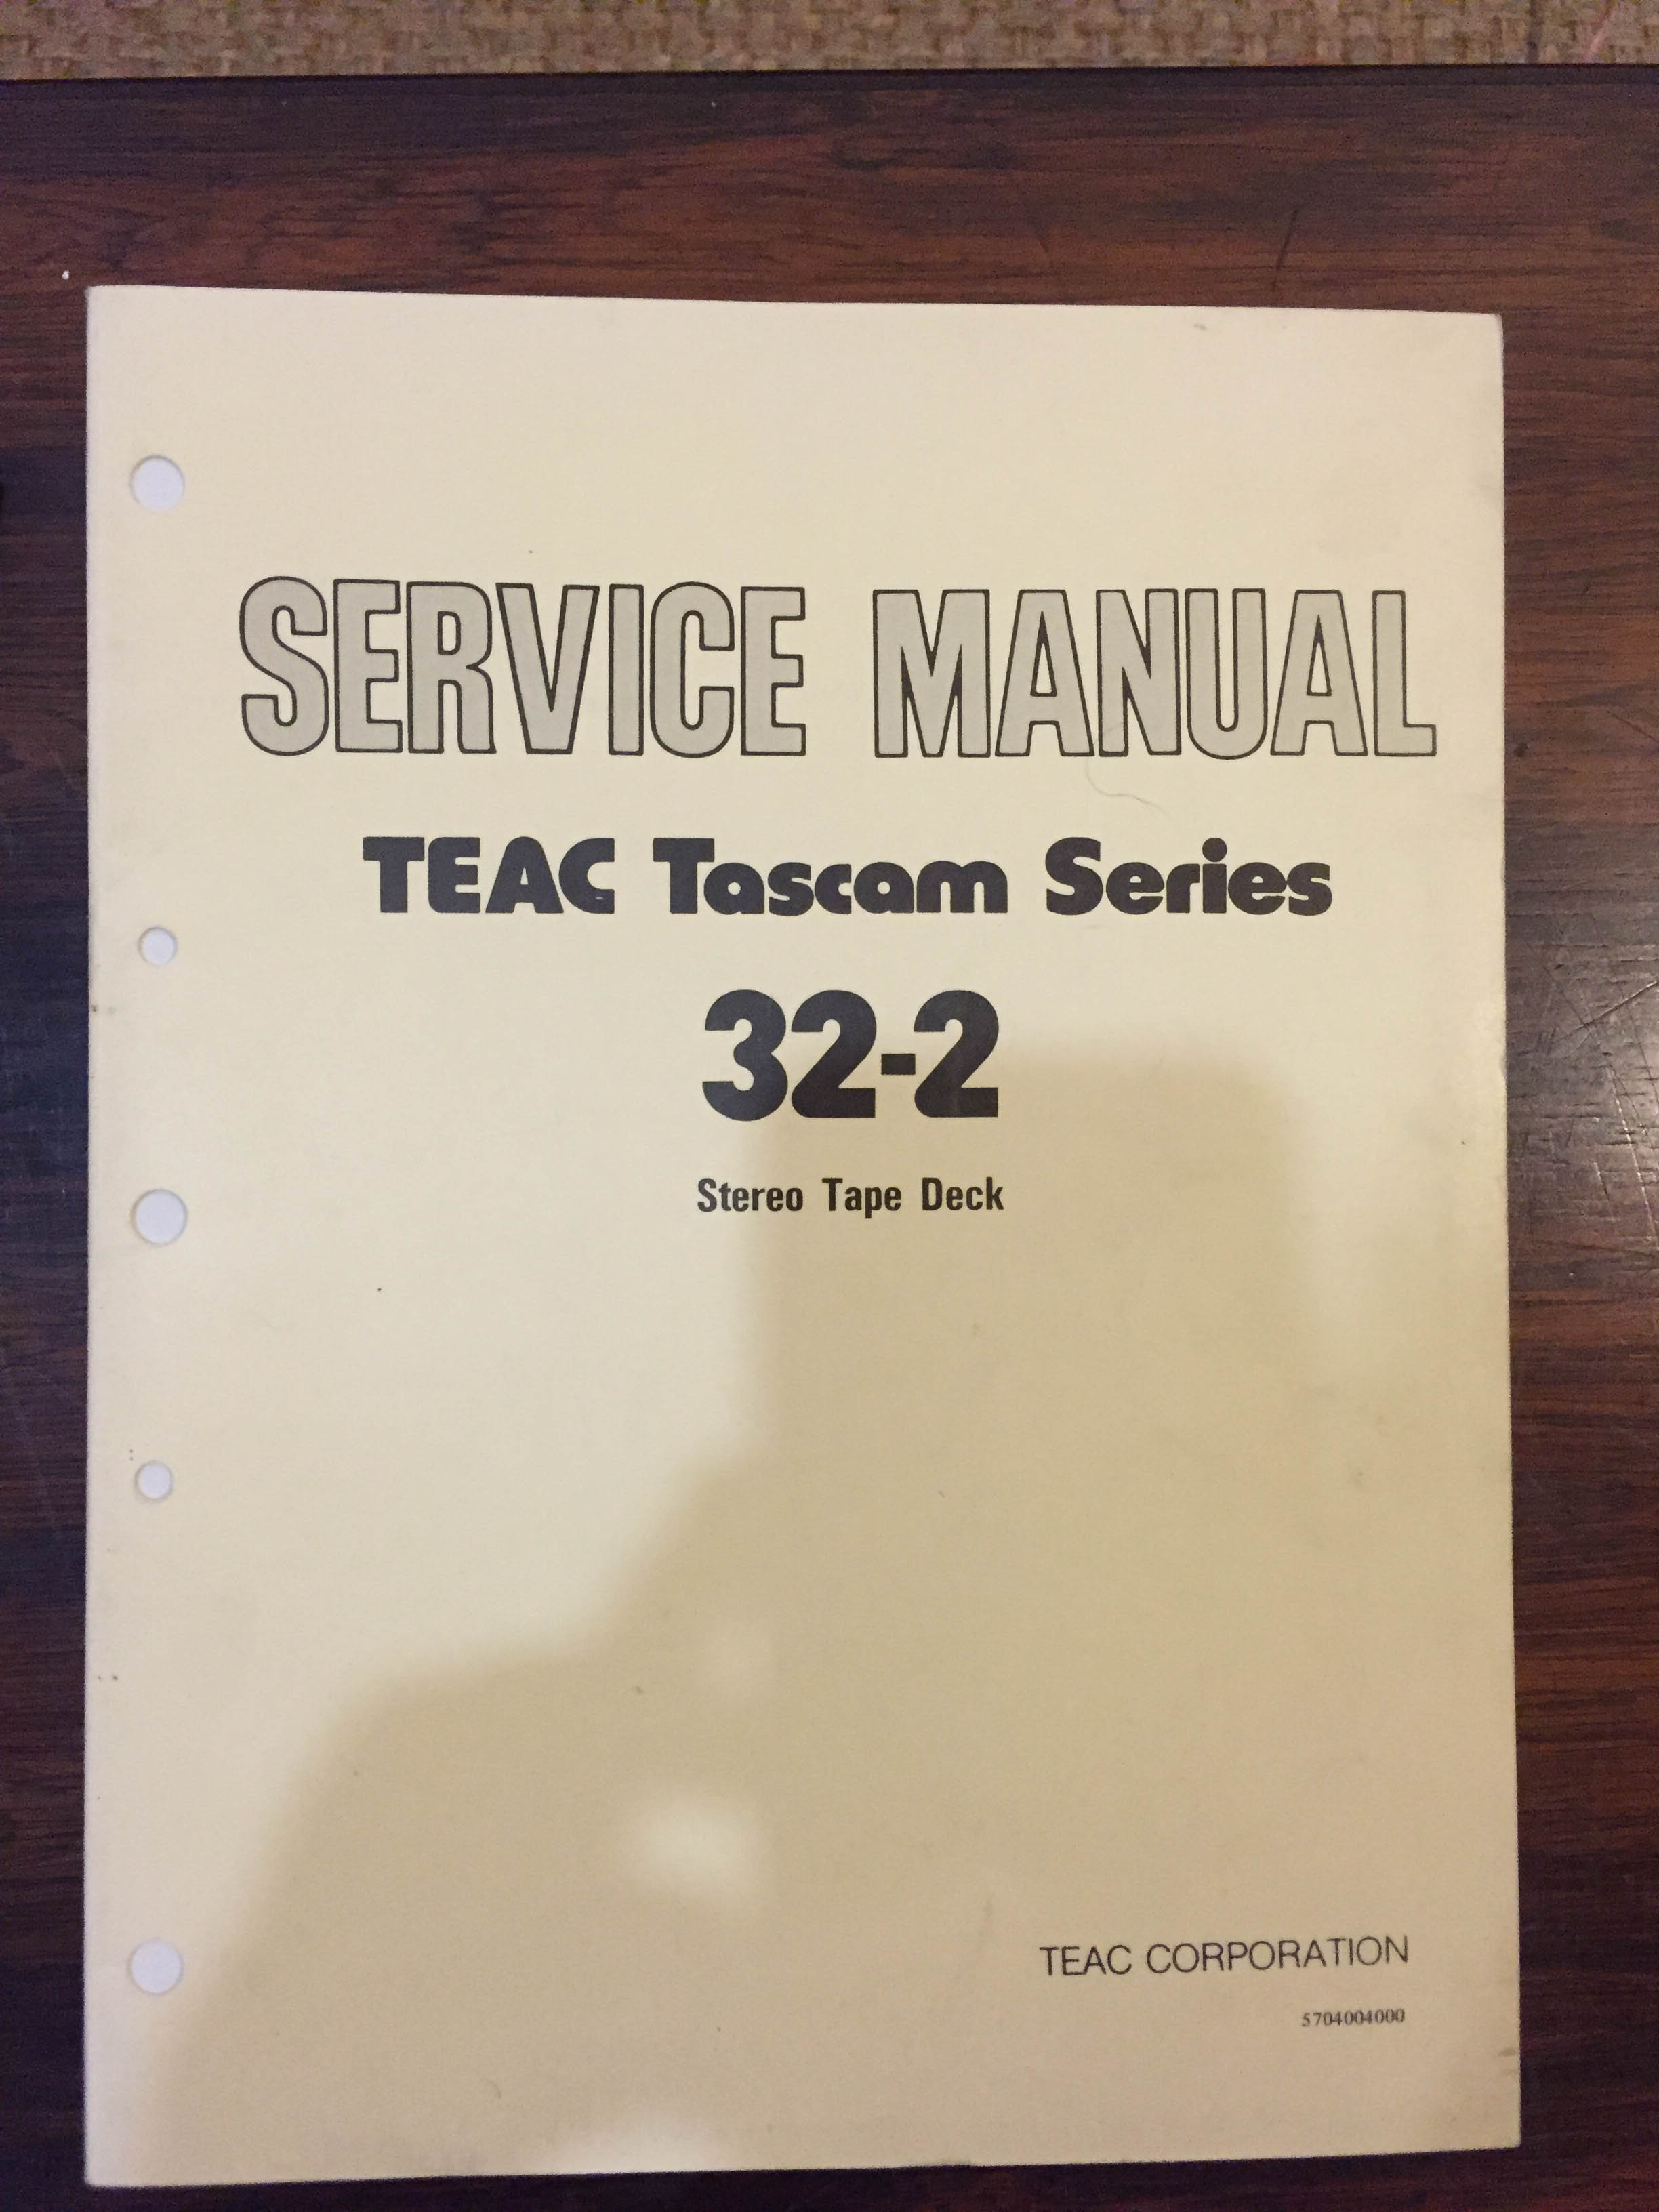 SERVICE MANUAL
TEAC Tascam Series
32-2
Stereo Tape Deck
TEAC CORPORATION
5704004000